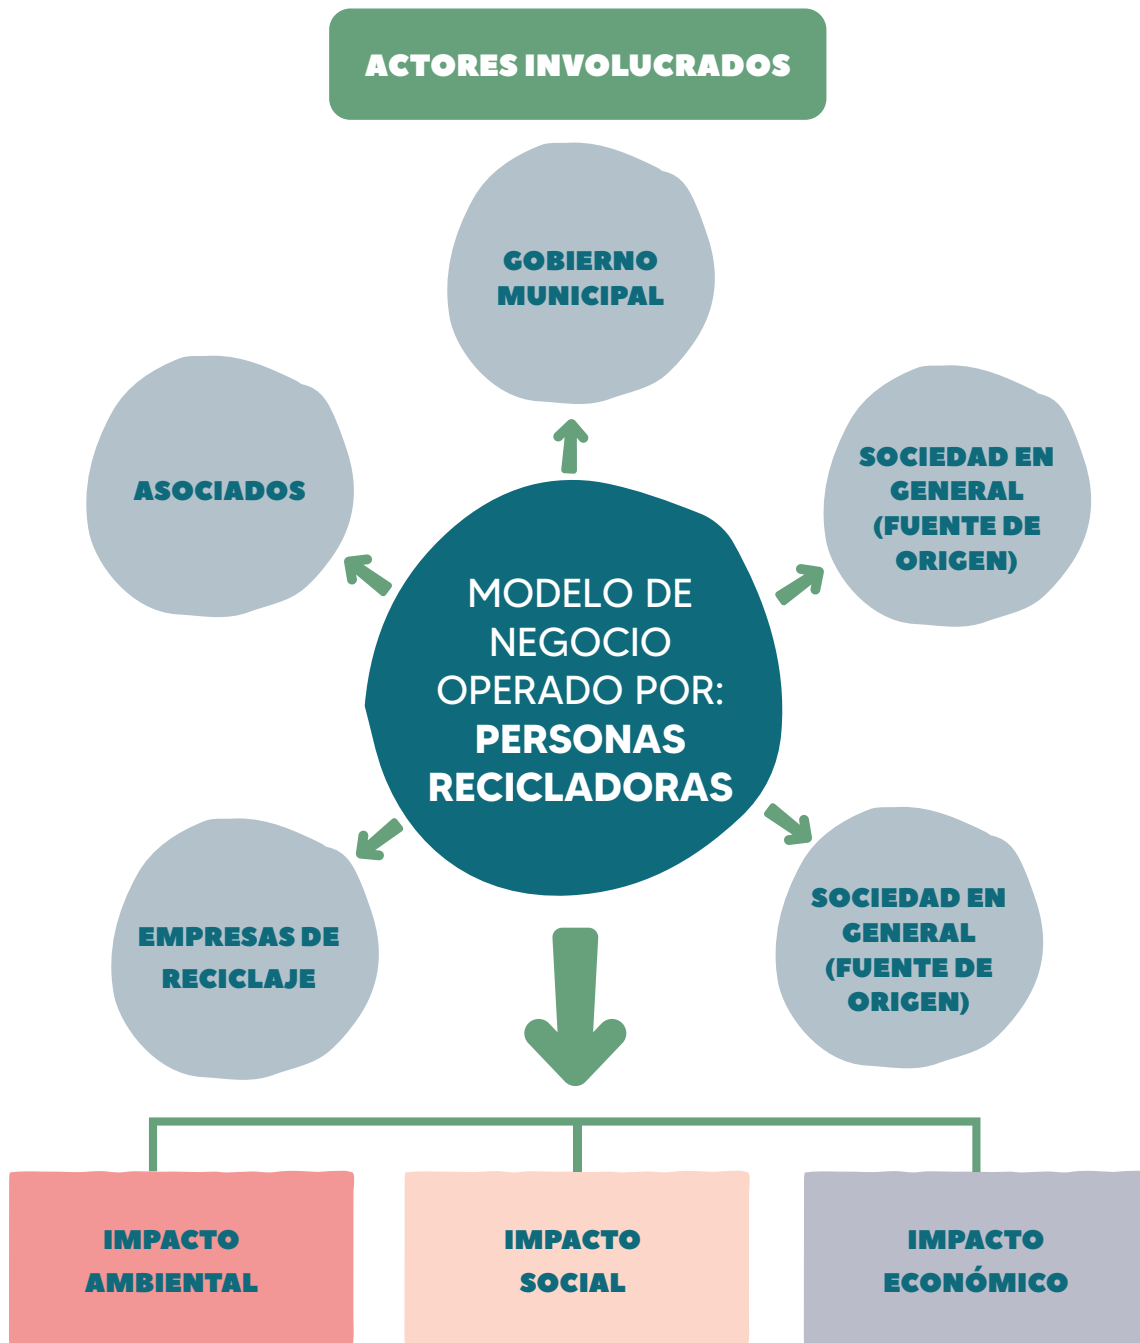 ACTORES INVOLUCRADOS
GOBIERNO
MUNICIPAL
ASOCIADOS
SOCIEDAD EN
GENERAL
(FUENTE DE
ORIGEN)
MODELO DE
NEGOCIO
OPERADO POR:
PERSONAS
RECICLADORAS
EMPRESAS DE
RECICLAJE
SOCIEDAD EN
GENERAL
(FUENTE DE
ORIGEN)
IMPACTO
AMBIENTAL
IMPACTO
SOCIAL
IMPACTO
ECONÓMICO